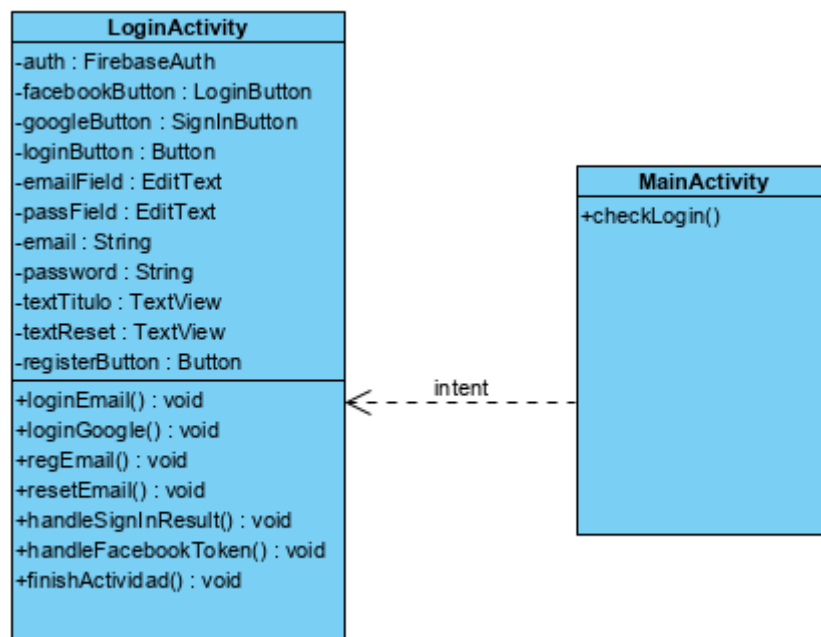 LoginActivity
-auth : FirebaseAuth
-facebookButton : LoginButton
-googleButton : SignInButton
-loginButton : Button
-emailField : EditText
-passField : EditText
-email : String
-password : String
-textTitulo : TextView
-textReset : TextView
-registerButton : Button
+loginEmail() : void
+loginGoogle() : void
+regEmail() : void
+resetEmail() : void
+handleSignInResult() : void
+handleFacebookToken() : void
+finishActividad() : void
intent
MainActivity
+checkLogin()